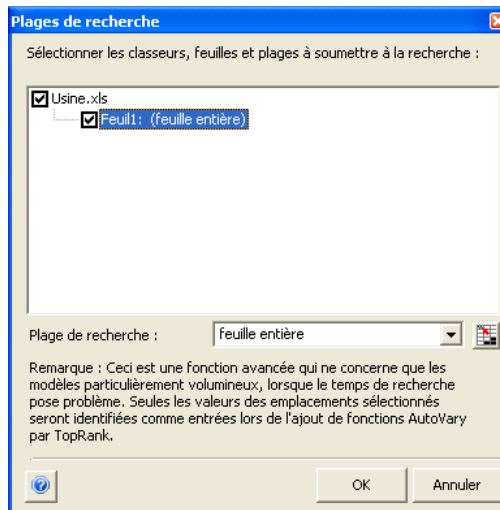 Plages de recherche
Sélectionner les classeurs, feuilles et plages à soumettre à la recherche :
Usine.xls
Feuil1: (feuille entière)
Plage de recherche :
feuille entière
Remarque : Ceci est une fonction avancée qui ne concerne que les
modèles particulièrement volumineux, lorsque le temps de recherche
pose problème. Seules les valeurs des emplacements sélectionnés
seront identifiées comme entrées lors de l'ajout de fonctions AutoVary
par TopRank.
OK
Annuler